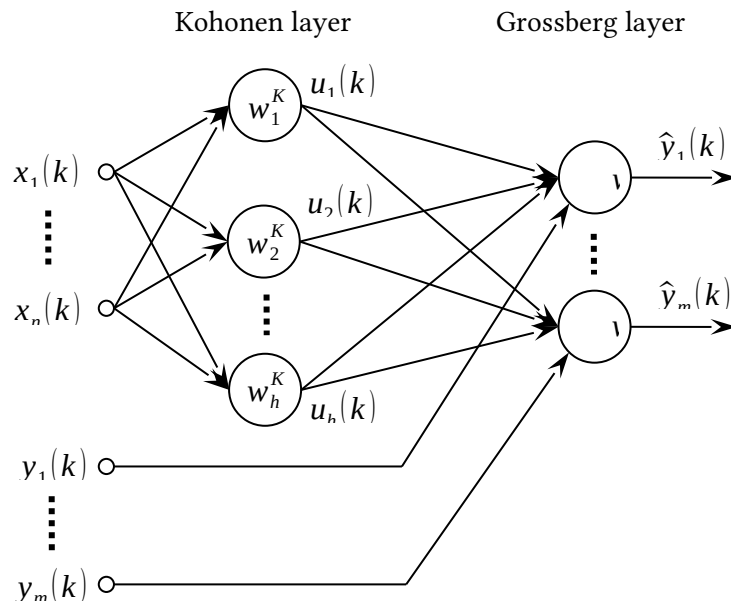 Kohonen layer
Grossberg layer
u₁(k)
w₁ᴷ
x₁(k)
ŷ₁(k)
u₂(k)
w₂ᴷ
xₙ(k)
ŷₘ(k)
wₕᴷ
uₕ(k)
y₁(k)
yₘ(k)